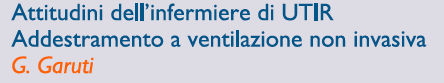 Attitudini dell'infermiere di UTIR
Addestramento a ventilazione non invasiva
G. Garuti